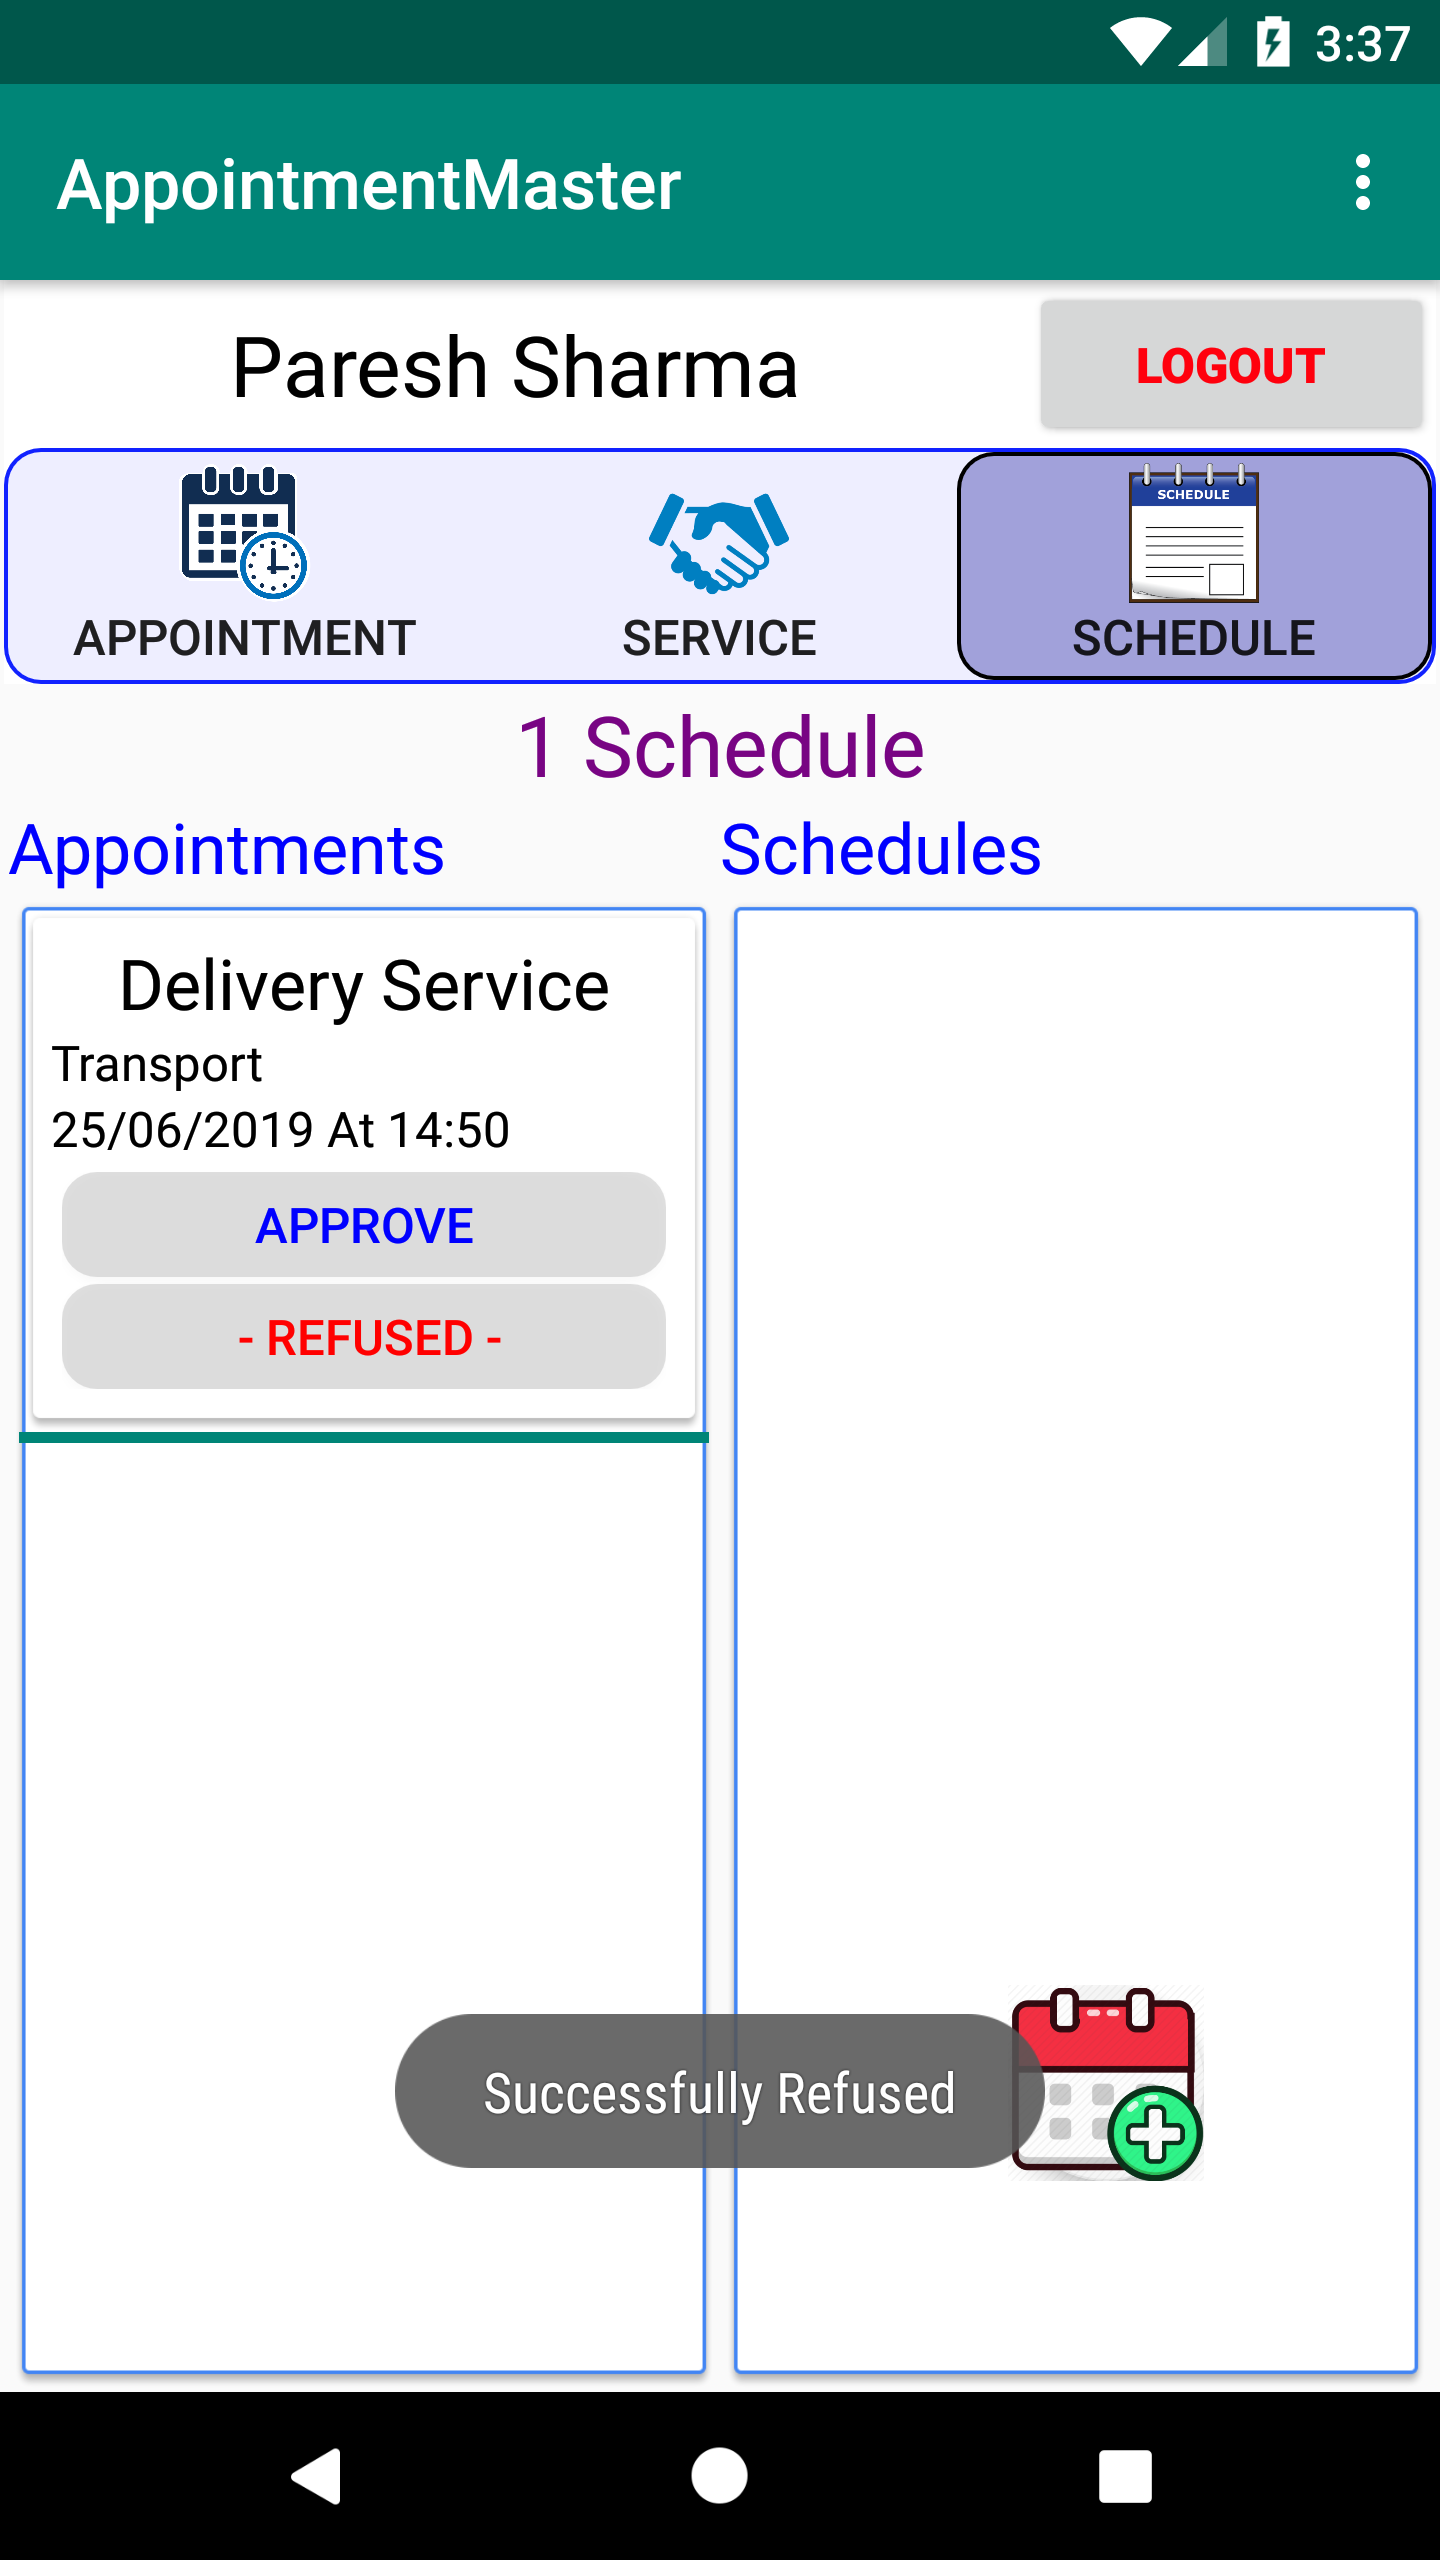 3:37
AppointmentMaster
Paresh Sharma
LOGOUT
SCHEDULE
APPOINTMENT
SERVICE
SCHEDULE
1 Schedule
Appointments
Schedules
Delivery Service
Transport
25/06/2019 At 14:50
APPROVE
- REFUSED -
Successfully Refused